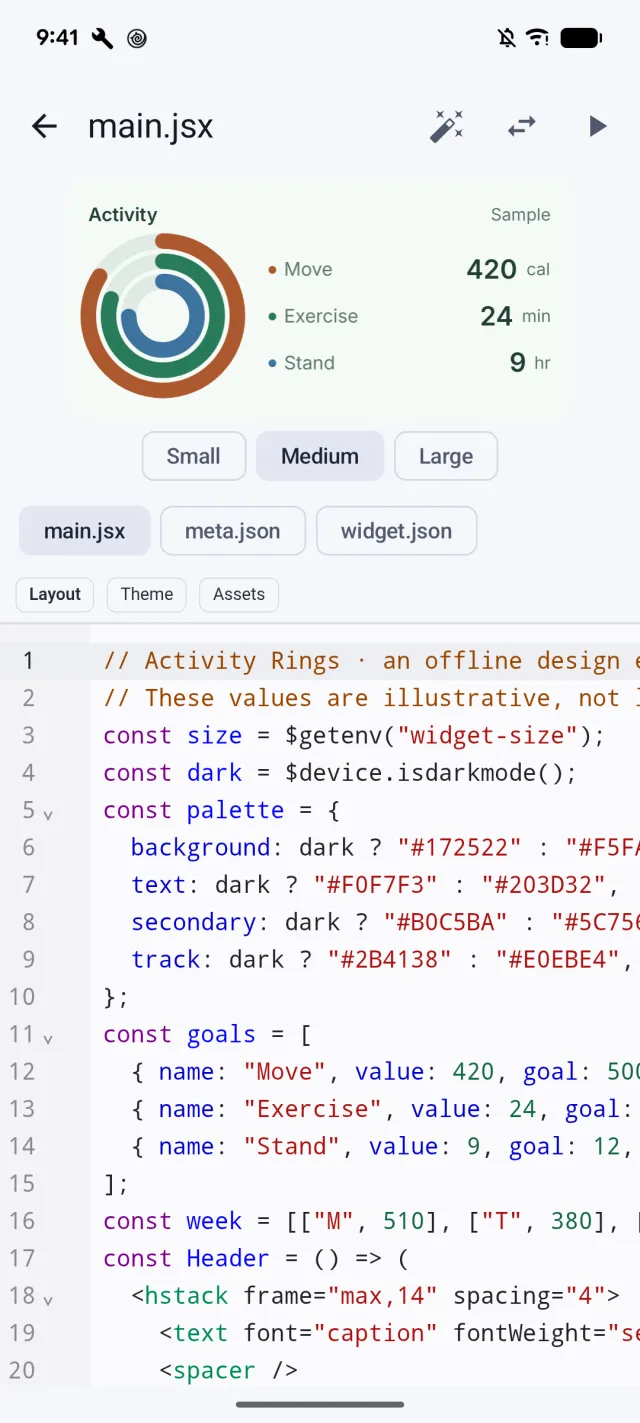 9:41
main.jsx
Activity
Sample
Move 420 cal
Exercise 24 min
Stand 9 hr
Small Medium Large
main.jsx meta.json widget.json
Layout Theme Assets
1 // Activity Rings · an offline design
2 // These values are illustrative, not
3 const size = $getenv("widget-size");
4 const dark = $device.isdarkmode();
5 const palette = {
6 background: dark ? "#172522" : "#F5FA
7 text: dark ? "#F0F7F3" : "#203D32",
8 secondary: dark ? "#B0C5BA" : "#5C756
9 track: dark ? "#2B4138" : "#E0EBE4",
10 };
11 const goals = [
12 { name: "Move", value: 420, goal: 500
13 { name: "Exercise", value: 24, goal:
14 { name: "Stand", value: 9, goal: 12,
15 ];
16 const week = [["M", 510], ["T", 380], [
17 const Header = () => (
18 <hstack frame="max,14" spacing="4">
19 <text font="caption" fontWeight="se
20 <spacer />